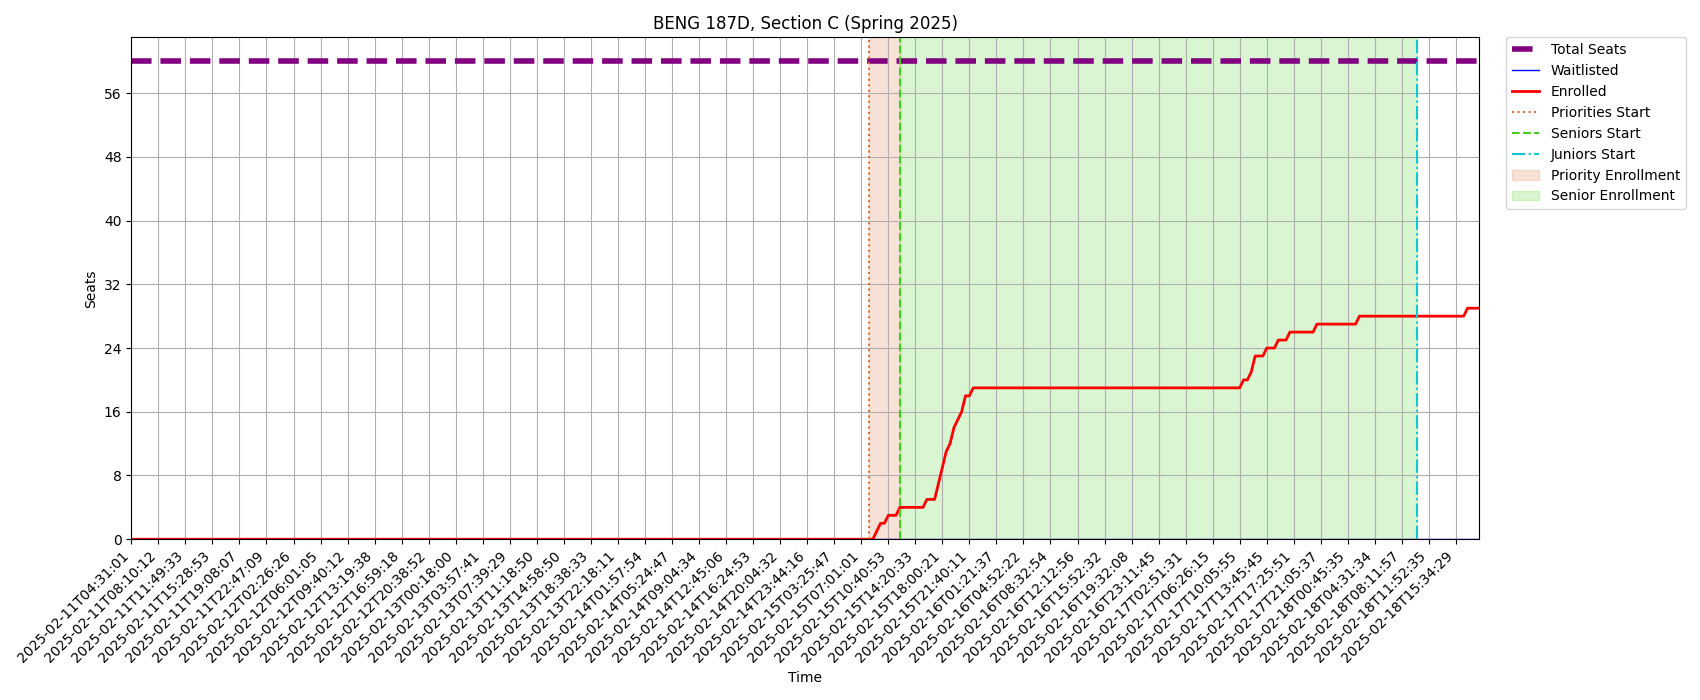 BENG 187D, Section C (Spring 2025)
Total Seats
Waitlisted
Enrolled
Priorities Start
Seniors Start
Juniors Start
Priority Enrollment
Senior Enrollment
Seats
56
48
40
32
24
16
8
0
2025-02-11T04:31:01
2025-02-11T08:10:12
2025-02-11T11:49:33
2025-02-11T15:28:53
2025-02-11T19:08:07
2025-02-11T22:47:09
2025-02-12T02:26:26
2025-02-12T06:01:05
2025-02-12T09:40:12
2025-02-12T13:19:38
2025-02-12T16:59:18
2025-02-12T20:38:52
2025-02-13T00:18:00
2025-02-13T03:57:41
2025-02-13T07:39:29
2025-02-13T11:18:50
2025-02-13T14:58:50
2025-02-13T18:38:33
2025-02-13T22:18:11
2025-02-14T01:57:54
2025-02-14T05:24:47
2025-02-14T09:04:34
2025-02-14T12:45:06
2025-02-14T16:24:53
2025-02-14T20:04:32
2025-02-14T23:44:16
2025-02-15T03:25:47
2025-02-15T07:01:01
2025-02-15T10:40:53
2025-02-15T14:20:33
2025-02-15T18:00:21
2025-02-15T21:40:11
2025-02-16T01:21:37
2025-02-16T04:52:22
2025-02-16T08:32:54
2025-02-16T12:12:56
2025-02-16T15:52:32
2025-02-16T19:32:08
2025-02-16T23:11:45
2025-02-17T02:51:31
2025-02-17T06:26:15
2025-02-17T10:05:55
2025-02-17T13:45:45
2025-02-17T17:25:51
2025-02-17T21:05:37
2025-02-18T00:45:35
2025-02-18T04:31:34
2025-02-18T08:11:57
2025-02-18T11:52:35
2025-02-18T15:34:29
Time